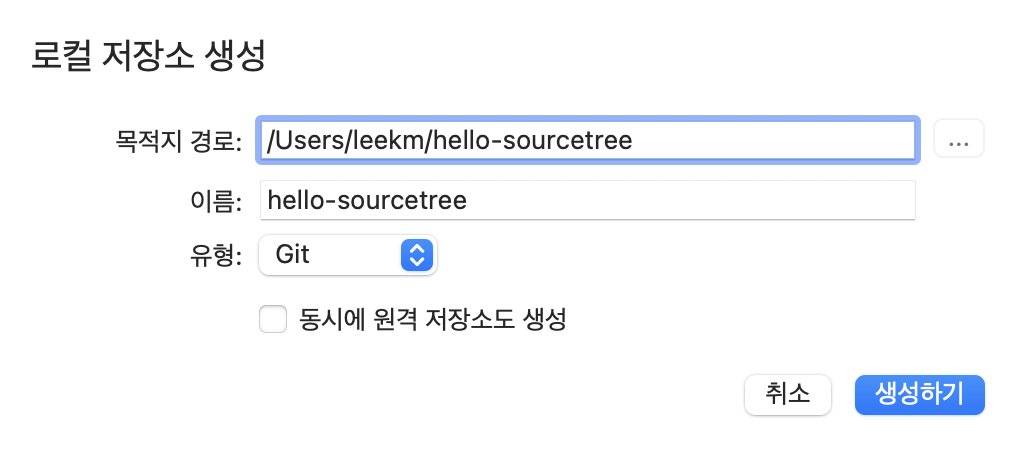 로컬 저장소 생성
목적지 경로: /Users/leekm/hello-sourcetree ...
이름: hello-sourcetree
유형: Git
동시에 원격 저장소도 생성
취소 생성하기